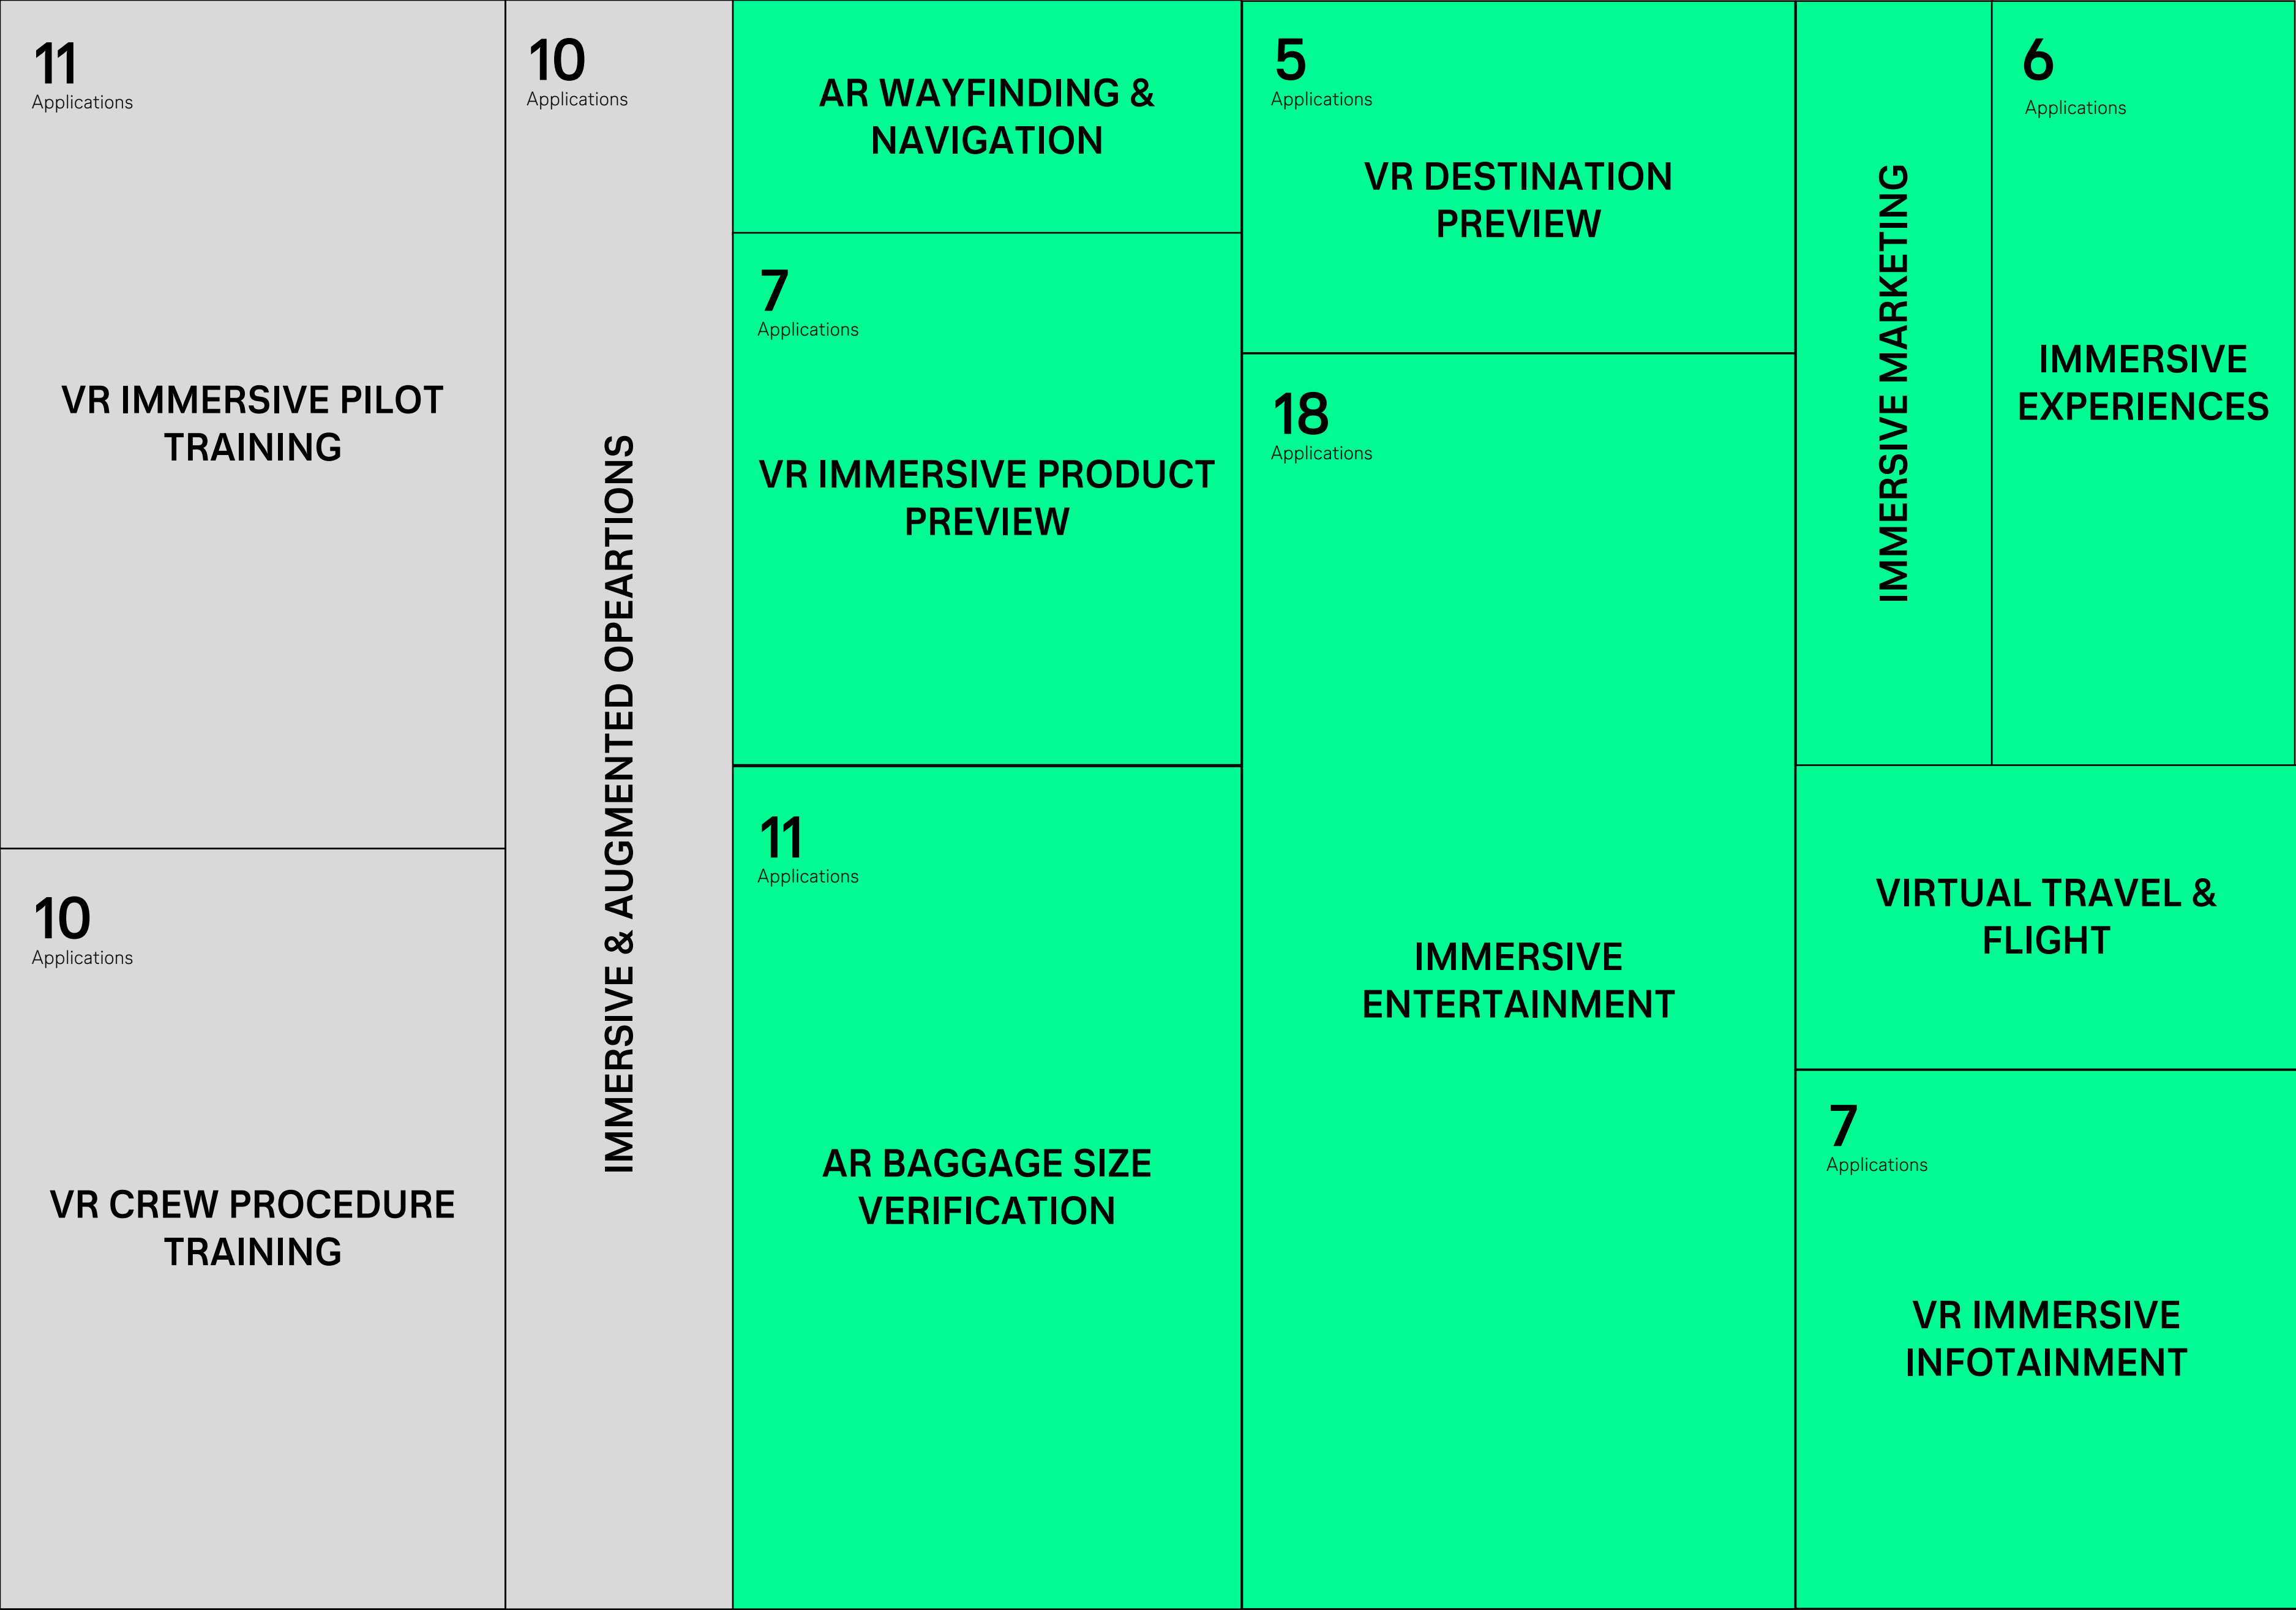 11
Applications
VR IMMERSIVE PILOT
TRAINING
10
Applications
VR CREW PROCEDURE
TRAINING
10
Applications
IMMERSIVE & AUGMENTED OPEARTIONS
AR WAYFINDING &
NAVIGATION
7
Applications
VR IMMERSIVE PRODUCT
PREVIEW
11
Applications
AR BAGGAGE SIZE
VERIFICATION
5
Applications
VR DESTINATION
PREVIEW
18
Applications
IMMERSIVE
ENTERTAINMENT
IMMERSIVE MARKETING
6
Applications
IMMERSIVE
EXPERIENCES
VIRTUAL TRAVEL &
FLIGHT
7
Applications
VR IMMERSIVE
INFOTAINMENT